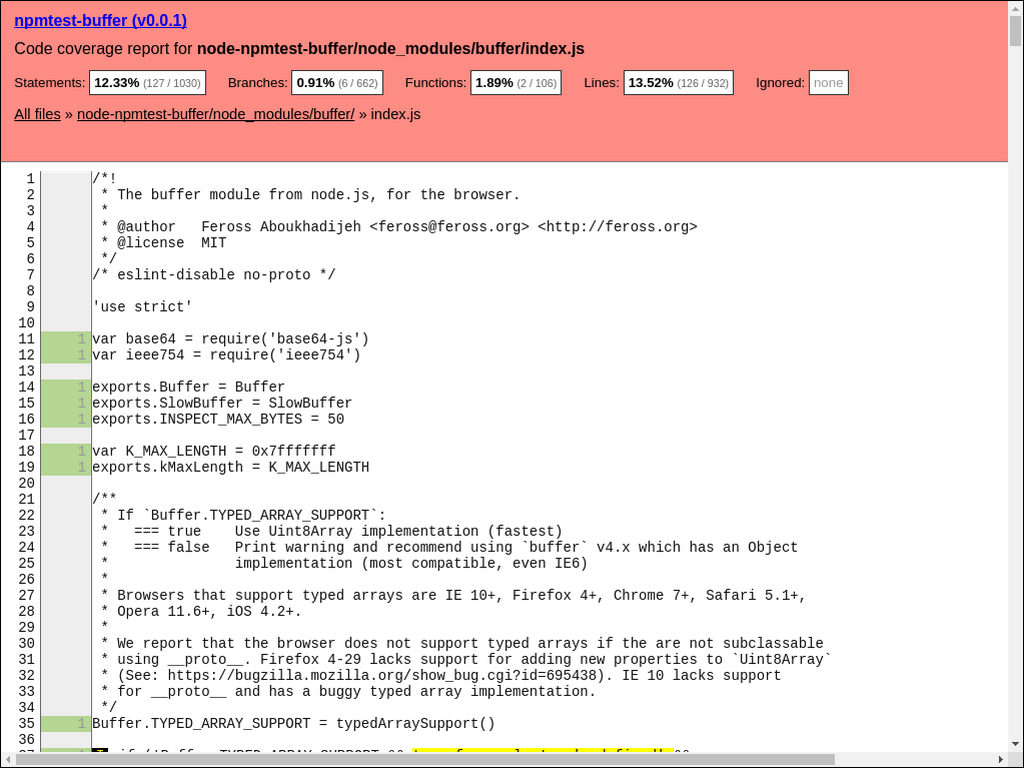 npmtest-buffer (v0.0.1)
Code coverage report for node-npmtest-buffer/node_modules/buffer/index.js
Statements: 12.33% (127 / 1030) Branches: 0.91% (6 / 662) Functions: 1.89% (2 / 106) Lines: 13.52% (126 / 932) Ignored: none
All files » node-npmtest-buffer/node_modules/buffer/ » index.js
1 /*!
2  * The buffer module from node.js, for the browser.
3  *
4  * @author   Feross Aboukhadijeh <feross@feross.org> <http://feross.org>
5  * @license  MIT
6  */
7 /* eslint-disable no-proto */
8
9 'use strict'
10
11 1 var base64 = require('base64-js')
12 1 var ieee754 = require('ieee754')
13
14 1 exports.Buffer = Buffer
15 1 exports.SlowBuffer = SlowBuffer
16 1 exports.INSPECT_MAX_BYTES = 50
17
18 1 var K_MAX_LENGTH = 0x7fffffff
19 1 exports.kMaxLength = K_MAX_LENGTH
20
21 /**
22  * If `Buffer.TYPED_ARRAY_SUPPORT`:
23  *   === true    Use Uint8Array implementation (fastest)
24  *   === false   Print warning and recommend using `buffer` v4.x which has an Object
25  *               implementation (most compatible, even IE6)
26  *
27  * Browsers that support typed arrays are IE 10+, Firefox 4+, Chrome 7+, Safari 5.1+,
28  * Opera 11.6+, iOS 4.2+.
29  *
30  * We report that the browser does not support typed arrays if the are not subclassable
31  * using __proto__. Firefox 4-29 lacks support for adding new properties to `Uint8Array`
32  * (See: https://bugzilla.mozilla.org/show_bug.cgi?id=695438). IE 10 lacks support
33  * for __proto__ and has a buggy typed array implementation.
34  */
35 1 Buffer.TYPED_ARRAY_SUPPORT = typedArraySupport()
36